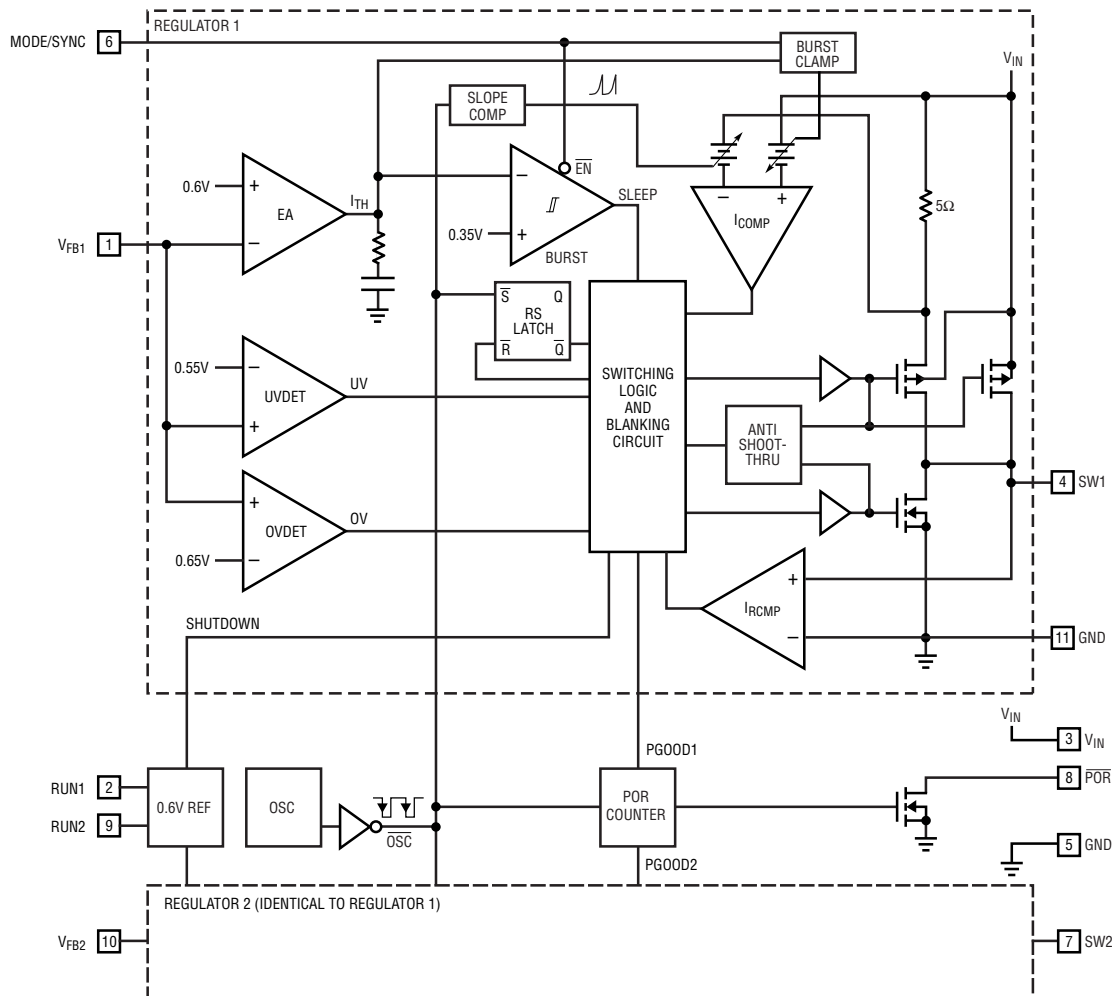 REGULATOR 1
MODE/SYNC 6
BURST
CLAMP
VIN
SLOPE
COMP
EN
0.6V
+
EA
−
ITH
−
SLEEP
0.35V
+
BURST
−
+
ICOMP
5Ω
VFB1 1
S
Q
RS
LATCH
R
Q
0.55V
−
UVDET
+
UV
SWITCHING
LOGIC
AND
BLANKING
CIRCUIT
ANTI
SHOOT-
THRU
4 SW1
+
OVDET
0.65V
−
OV
+
IRCMP
−
SHUTDOWN
11 GND
VIN
3 VIN
PGOOD1
RUN1 2
RUN2 9
0.6V REF
OSC
OSC
POR
COUNTER
8 POR
5 GND
PGOOD2
REGULATOR 2 (IDENTICAL TO REGULATOR 1)
VFB2 10
7 SW2